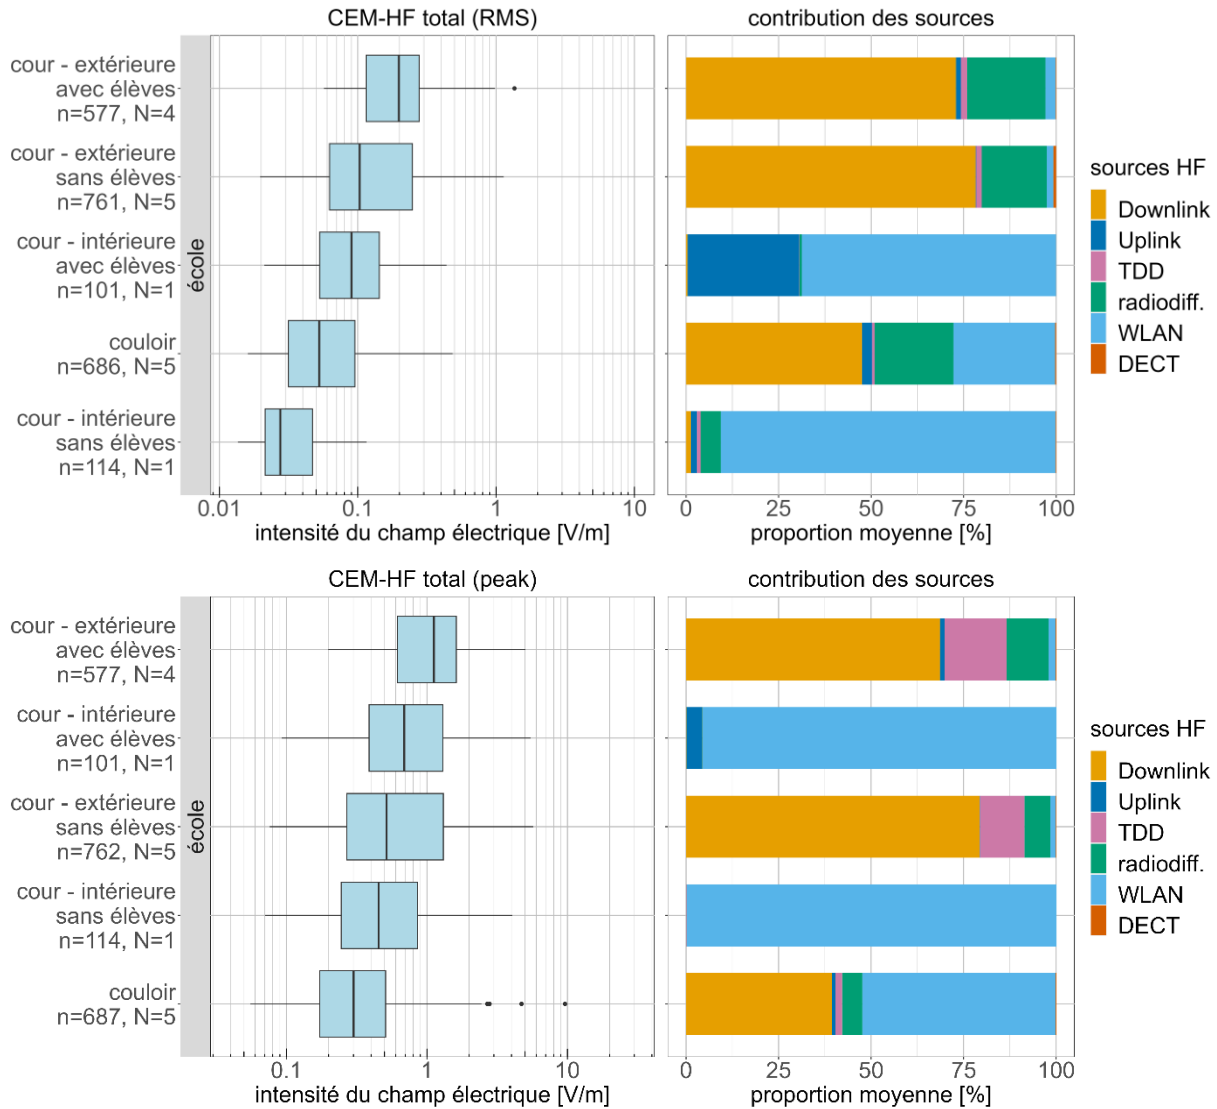 CEM-HF total (RMS)
contribution des sources
école
cour - extérieure
avec élèves
n=577, N=4
cour - extérieure
sans élèves
n=761, N=5
cour - intérieure
avec élèves
n=101, N=1
couloir
n=686, N=5
cour - intérieure
sans élèves
n=114, N=1
0.01 0.1 1 10
intensité du champ électrique [V/m]
0 25 50 75 100
proportion moyenne [%]
sources HF
Downlink
Uplink
TDD
radiodiff.
WLAN
DECT
CEM-HF total (peak)
contribution des sources
école
cour - extérieure
avec élèves
n=577, N=4
cour - intérieure
avec élèves
n=101, N=1
cour - extérieure
sans élèves
n=762, N=5
cour - intérieure
sans élèves
n=114, N=1
couloir
n=687, N=5
0.1 1 10
intensité du champ électrique [V/m]
0 25 50 75 100
proportion moyenne [%]
sources HF
Downlink
Uplink
TDD
radiodiff.
WLAN
DECT